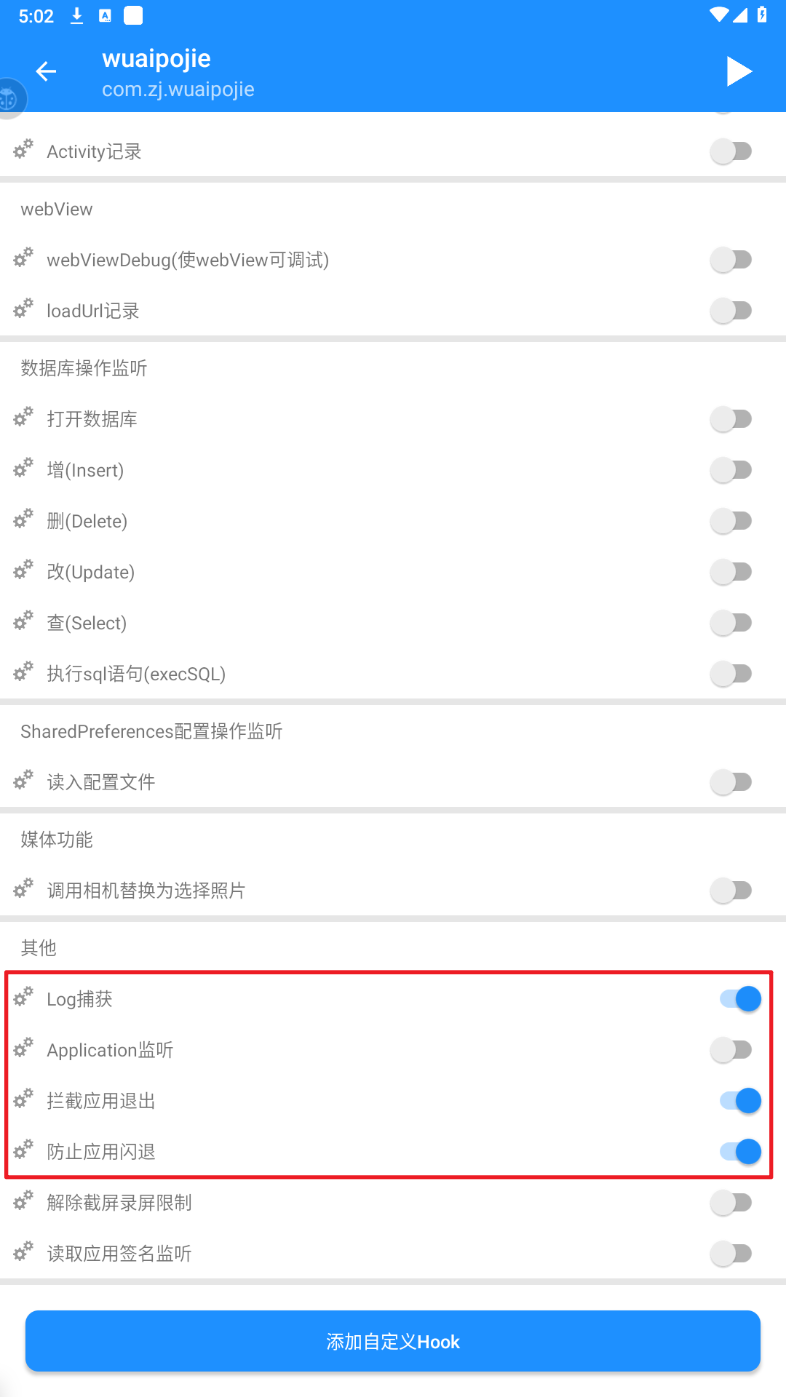 5:02
wuaipojie
com.zj.wuaipojie
Activity记录
webView
webViewDebug(使webView可调试)
loadUrl记录
数据库操作监听
打开数据库
增(Insert)
删(Delete)
改(Update)
查(Select)
执行sql语句(execSQL)
SharedPreferences配置操作监听
读入配置文件
媒体功能
调用相机替换为选择照片
其他
Log捕获
Application监听
拦截应用退出
防止应用闪退
解除截屏录屏限制
读取应用签名监听
添加自定义Hook